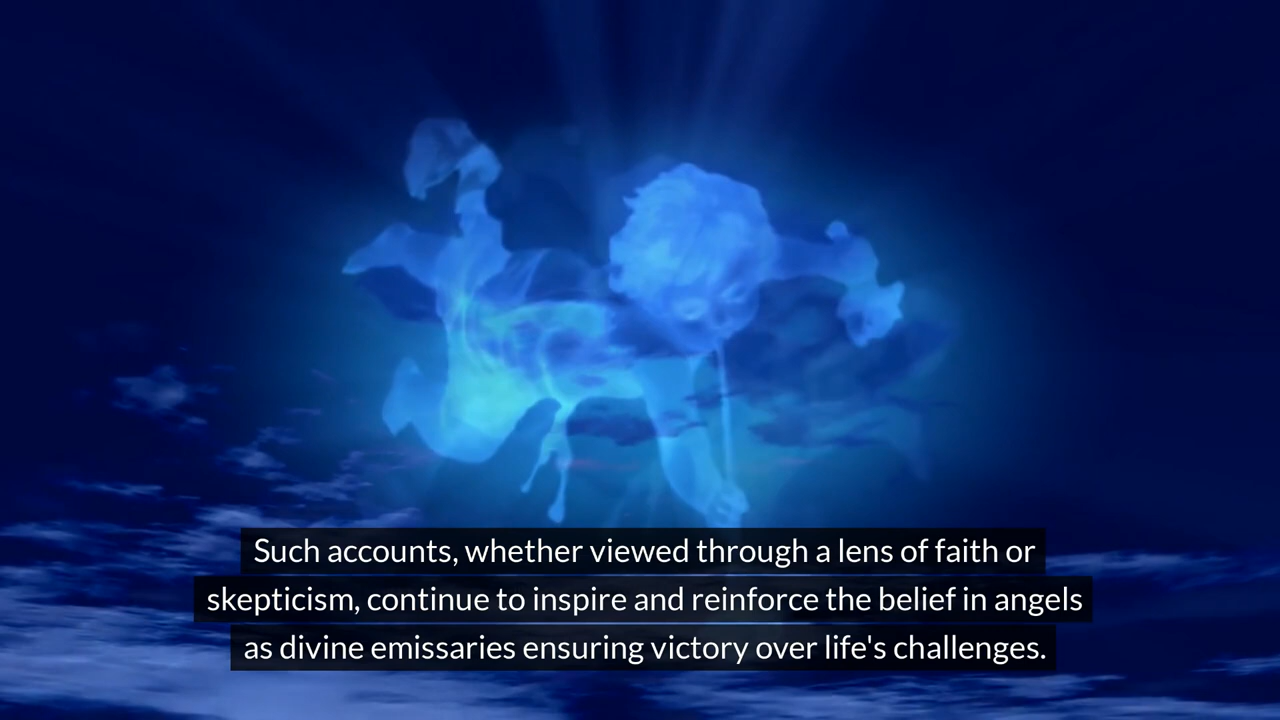 Such accounts, whether viewed through a lens of faith or
skepticism, continue to inspire and reinforce the belief in angels
as divine emissaries ensuring victory over life's challenges.